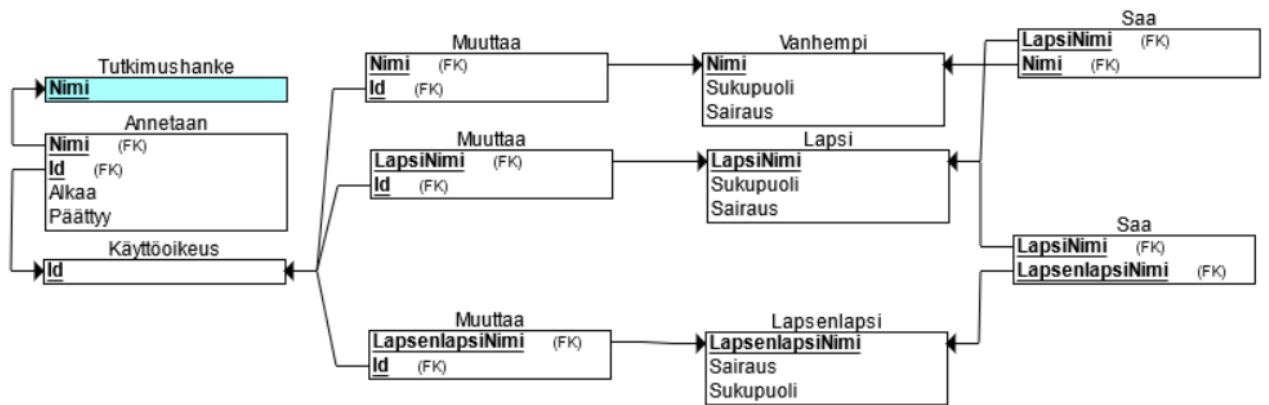 Tutkimushanke
Nimi
Annetaan
Nimi (FK)
Id (FK)
Alkaa
Päättyy
Käyttöoikeus
Id
Muuttaa
Nimi (FK)
Id (FK)
Muuttaa
LapsiNimi (FK)
Id (FK)
Muuttaa
LapsenlapsiNimi (FK)
Id (FK)
Vanhempi
Nimi
Sukupuoli
Sairaus
Lapsi
LapsiNimi
Sukupuoli
Sairaus
Lapsenlapsi
LapsenlapsiNimi
Sairaus
Sukupuoli
Saa
LapsiNimi (FK)
Nimi (FK)
Saa
LapsiNimi (FK)
LapsenlapsiNimi (FK)